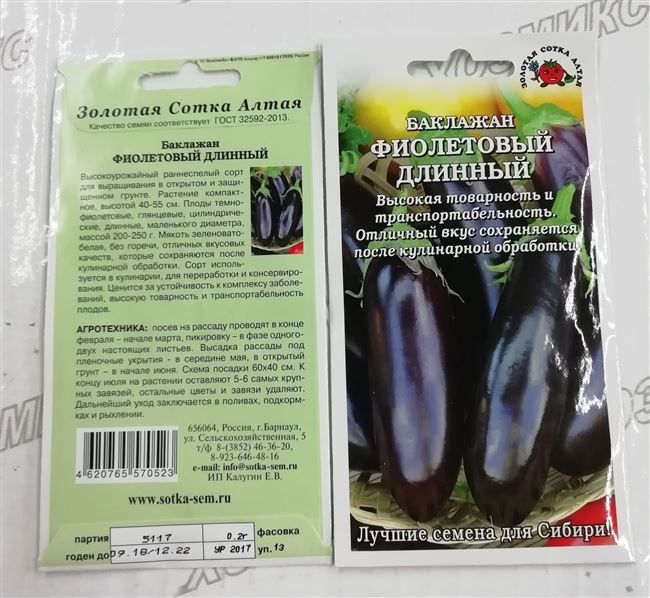 Золотая Сотка Алтая
Качество семян соответствует ГОСТ 32592-2013.
Баклажан
ФИОЛЕТОВЫЙ ДЛИННЫЙ
Высокоурожайный раннеспелый сорт
для выращивания в открытом и защи-
щенном грунте. Растение компакт-
ное, высотой 40-55 см. Плоды темно-
фиолетовые, глянцевые, цилиндриче-
ские, длинные, маленького диаметра,
массой 200-250 г. Мякоть зеленовато-
белая, без горечи, отличных вкусовых
качеств, которые сохраняются после
кулинарной обработки. Сорт исполь-
зуется в кулинарии, для переработки и консервиро-
вания. Ценится за устойчивость к комплексу заболе-
ваний, высокую товарность и транспортабельность
плодов.
АГРОТЕХНИКА: посев на рассаду проводят в конце
февраля – начале марта, пикировку – в фазе одного-
двух настоящих листьев. Высадка рассады под
пленочные укрытия - в середине мая, в открытый
грунт – в начале июня. Схема посадки 60х40 см. К
концу июля на растении оставляют 5-6 самых круп-
ных завязей, остальные цветы и завязи удаляют.
Дальнейший уход заключается в поливах, подкорм-
ках и рыхлении.
4 620765 570523
656064, Россия, г.Барнаул,
ул. Сельскохозяйственная, 5
т/ф 8-(3852) 46-36-20,
8-923-646-48-16
e-mail: info@sotka-sem.ru
ИП Калугин Е.В.
www.sotka-sem.ru
партия 5117 0,2г фасовка
годен до 09.18/12.22 УР 2017 уп. 13
ЗОЛОТАЯ СОТКА АЛТАЯ
БАКЛАЖАН
ФИОЛЕТОВЫЙ
ДЛИННЫЙ
Высокая товарность и
транспортабельность.
Отличный вкус сохраняется
после кулинарной обработки
Лучшие семена для Сибири!